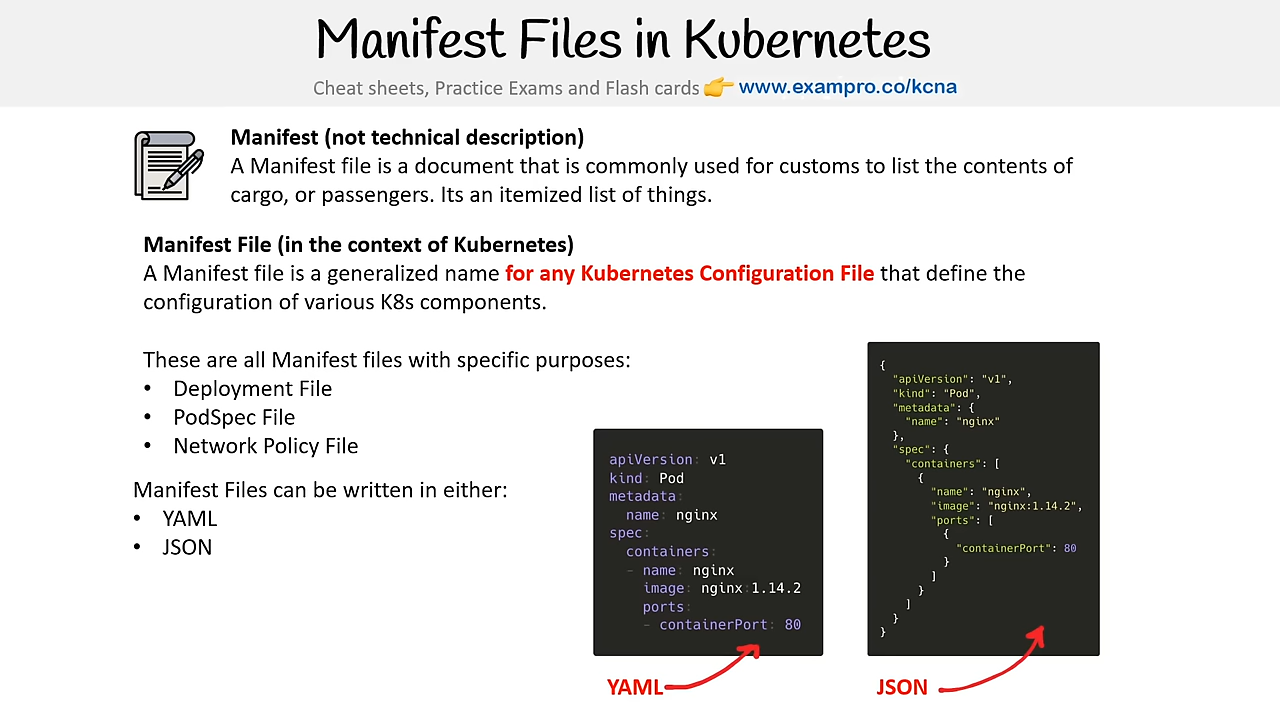 Manifest Files in Kubernetes
Cheat sheets, Practice Exams and Flash cards 👉 www.exampro.co/kcna
Manifest (not technical description)
A Manifest file is a document that is commonly used for customs to list the contents of
cargo, or passengers. Its an itemized list of things.
Manifest File (in the context of Kubernetes)
A Manifest file is a generalized name for any Kubernetes Configuration File that define the
configuration of various K8s components.
These are all Manifest files with specific purposes:
• Deployment File
• PodSpec File
• Network Policy File
Manifest Files can be written in either:
• YAML
• JSON
apiVersion: v1
kind: Pod
metadata:
  name: nginx
spec:
  containers:
  - name: nginx
    image: nginx:1.14.2
    ports:
    - containerPort: 80
YAML
{
  "apiVersion": "v1",
  "kind": "Pod",
  "metadata": {
    "name": "nginx"
  },
  "spec": {
    "containers": [
      {
        "name": "nginx",
        "image": "nginx:1.14.2",
        "ports": [
          {
            "containerPort": 80
          }
        ]
      }
    ]
  }
}
JSON